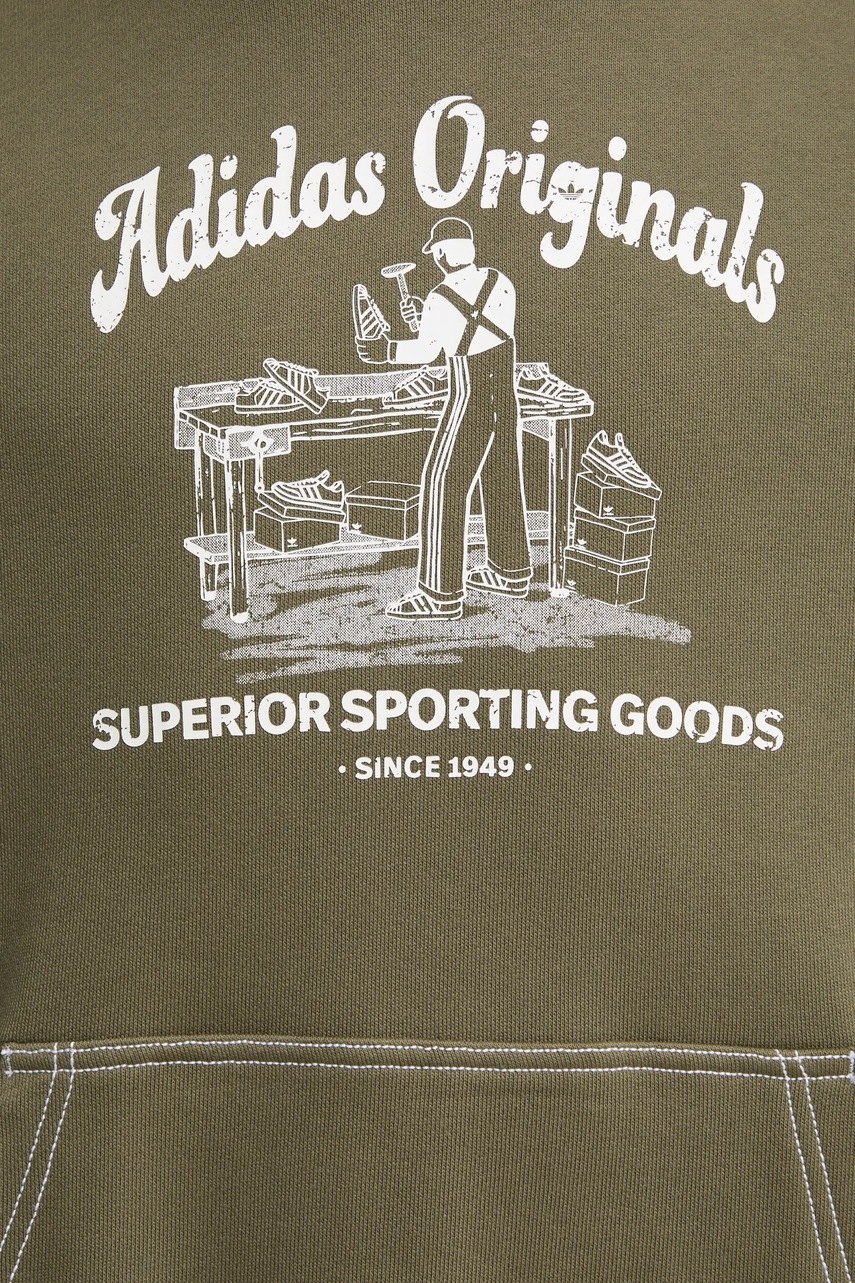 Adidas Originals
SUPERIOR SPORTING GOODS
• SINCE 1949 •